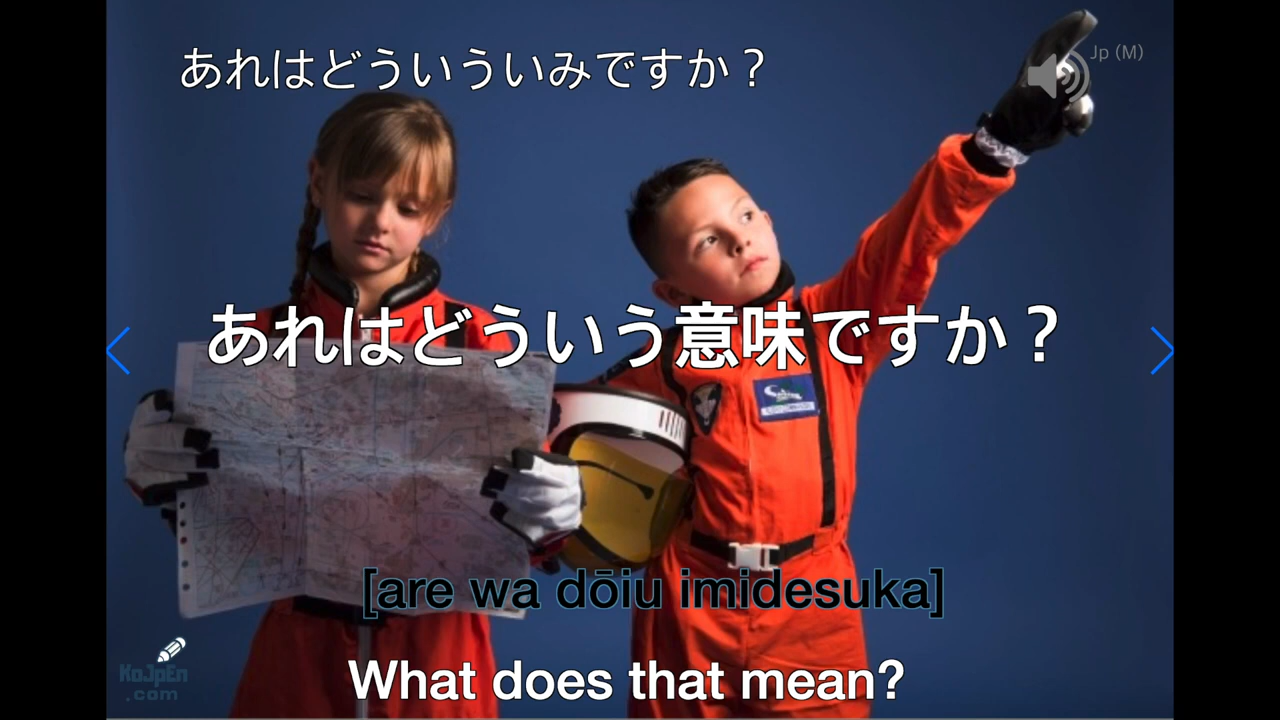 あれはどういういみですか？
Jp (M)
あれはどういう意味ですか？
[are wa dōiu imidesuka]
KoJpEn
.com
What does that mean?